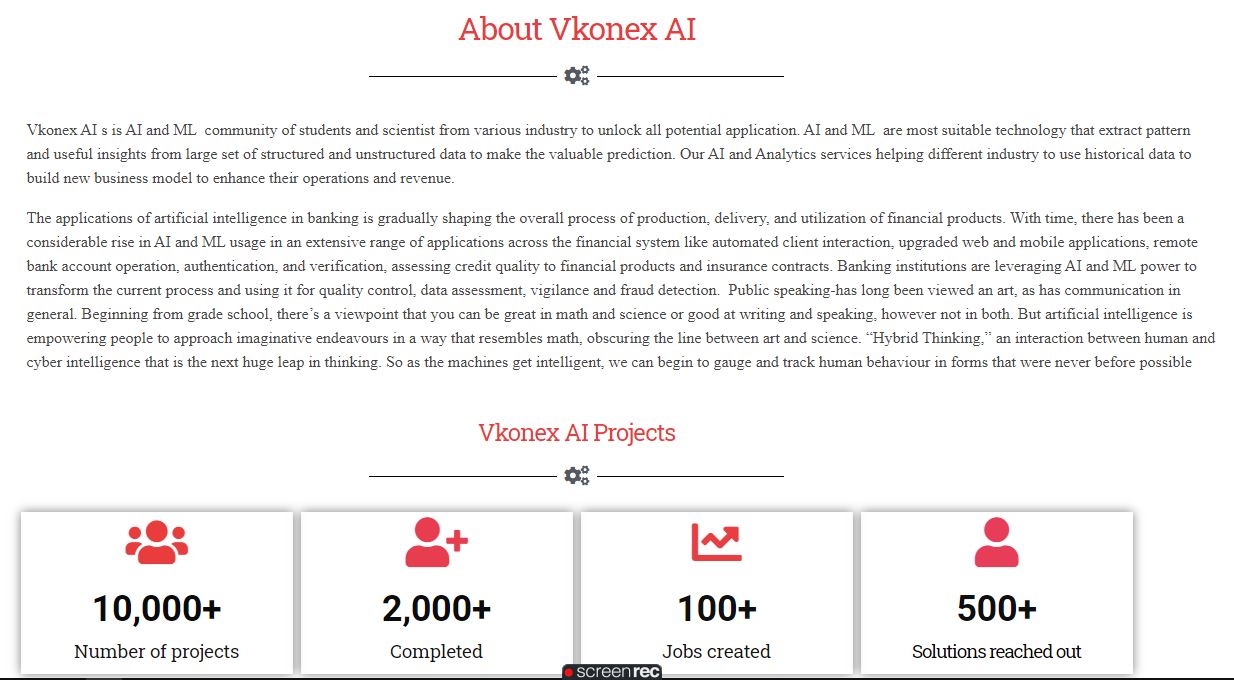 About Vkonex AI
Vkonex AI s is AI and ML community of students and scientist from various industry to unlock all potential application. AI and ML are most suitable technology that extract pattern
and useful insights from large set of structured and unstructured data to make the valuable prediction. Our AI and Analytics services helping different industry to use historical data to
build new business model to enhance their operations and revenue.
The applications of artificial intelligence in banking is gradually shaping the overall process of production, delivery, and utilization of financial products. With time, there has been a
considerable rise in AI and ML usage in an extensive range of applications across the financial system like automated client interaction, upgraded web and mobile applications, remote
bank account operation, authentication, and verification, assessing credit quality to financial products and insurance contracts. Banking institutions are leveraging AI and ML power to
transform the current process and using it for quality control, data assessment, vigilance and fraud detection. Public speaking-has long been viewed an art, as has communication in
general. Beginning from grade school, there’s a viewpoint that you can be great in math and science or good at writing and speaking, however not in both. But artificial intelligence is
empowering people to approach imaginative endeavours in a way that resembles math, obscuring the line between art and science. “Hybrid Thinking,” an interaction between human and
cyber intelligence that is the next huge leap in thinking. So as the machines get intelligent, we can begin to gauge and track human behaviour in forms that were never before possible
Vkonex AI Projects
10,000+
Number of projects
2,000+
Completed
100+
Jobs created
500+
Solutions reached out
screenrec